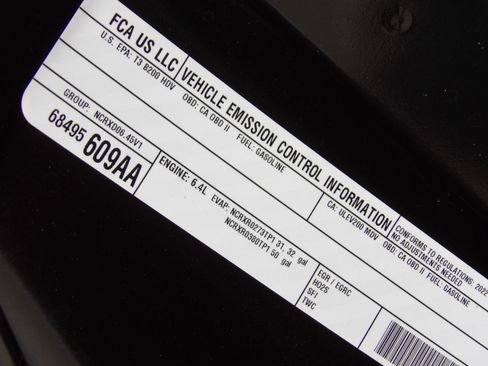 FCA US LLC
VEHICLE EMISSION CONTROL INFORMATION
CONFORMS TO REGULATIONS: 2022
U.S. EPA: T3 B200 HDV
OBD: CA OBD II
FUEL: GASOLINE
CA: ULEV200 MDV
OBD: CA OBD II FUEL: GASOLINE
NO ADJUSTMENTS NEEDED
GROUP: NCRXD06.45V1
ENGINE: 6.4L
EVAP: NCRXR0273TP1 31, 32 gal
NCRXR0380TP1 50 gal
EGR / EGRC
HO2S
SFI
TWC
68495
609AA